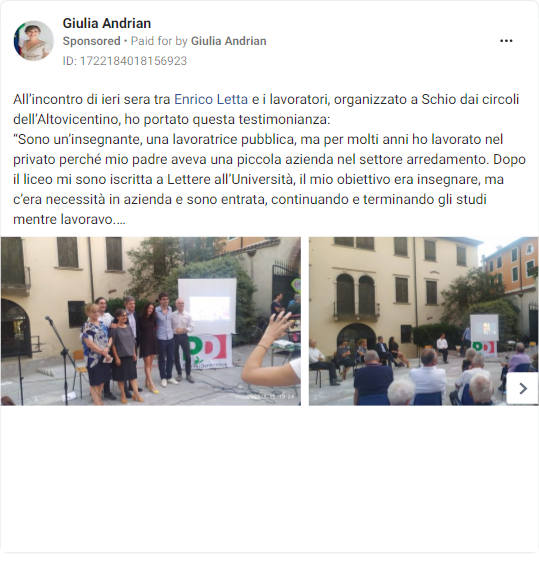 Giulia Andrian
Sponsored • Paid for by Giulia Andrian
ID: 1722184018156923
All'incontro di ieri sera tra Enrico Letta e i lavoratori, organizzato a Schio dai circoli
dell'Altovicentino, ho portato questa testimonianza:
“Sono un'insegnante, una lavoratrice pubblica, ma per molti anni ho lavorato nel
privato perché mio padre aveva una piccola azienda nel settore arredamento. Dopo
il liceo mi sono iscritta a Lettere all'Università, il mio obiettivo era insegnare, ma
c'era necessità in azienda e sono entrata, continuando e terminando gli studi
mentre lavoravo....
PD
PD